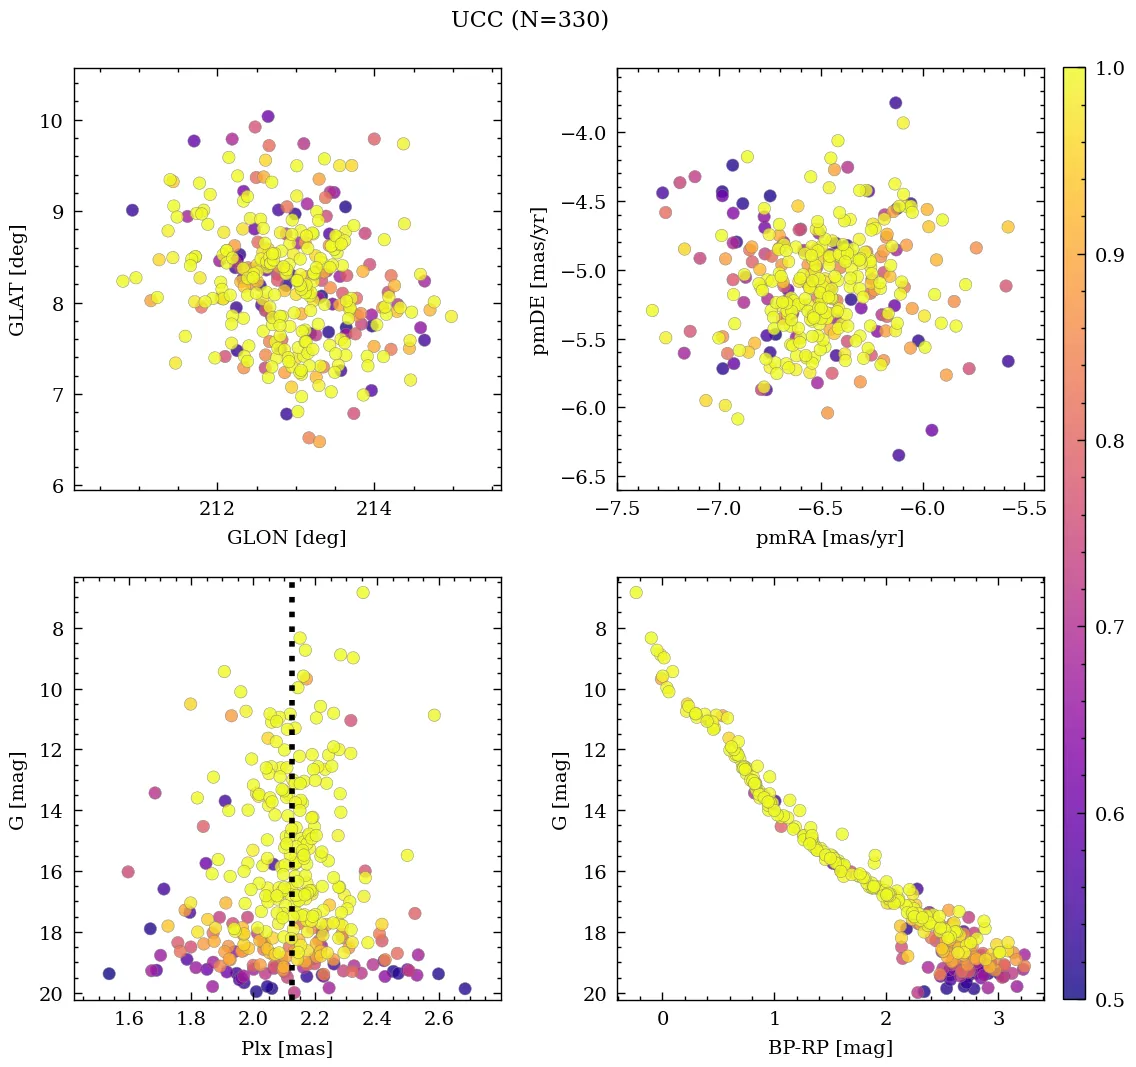 UCC (N=330)
10
9
8
7
6
GLAT [deg]
212 214
GLON [deg]
−4.0
−4.5
−5.0
−5.5
−6.0
−6.5
pmDE [mas/yr]
−7.5 −7.0 −6.5 −6.0 −5.5
pmRA [mas/yr]
8
10
12
14
16
18
20
G [mag]
1.6 1.8 2.0 2.2 2.4 2.6
Plx [mas]
8
10
12
14
16
18
20
G [mag]
0 1 2 3
BP-RP [mag]
1.0
0.9
0.8
0.7
0.6
0.5